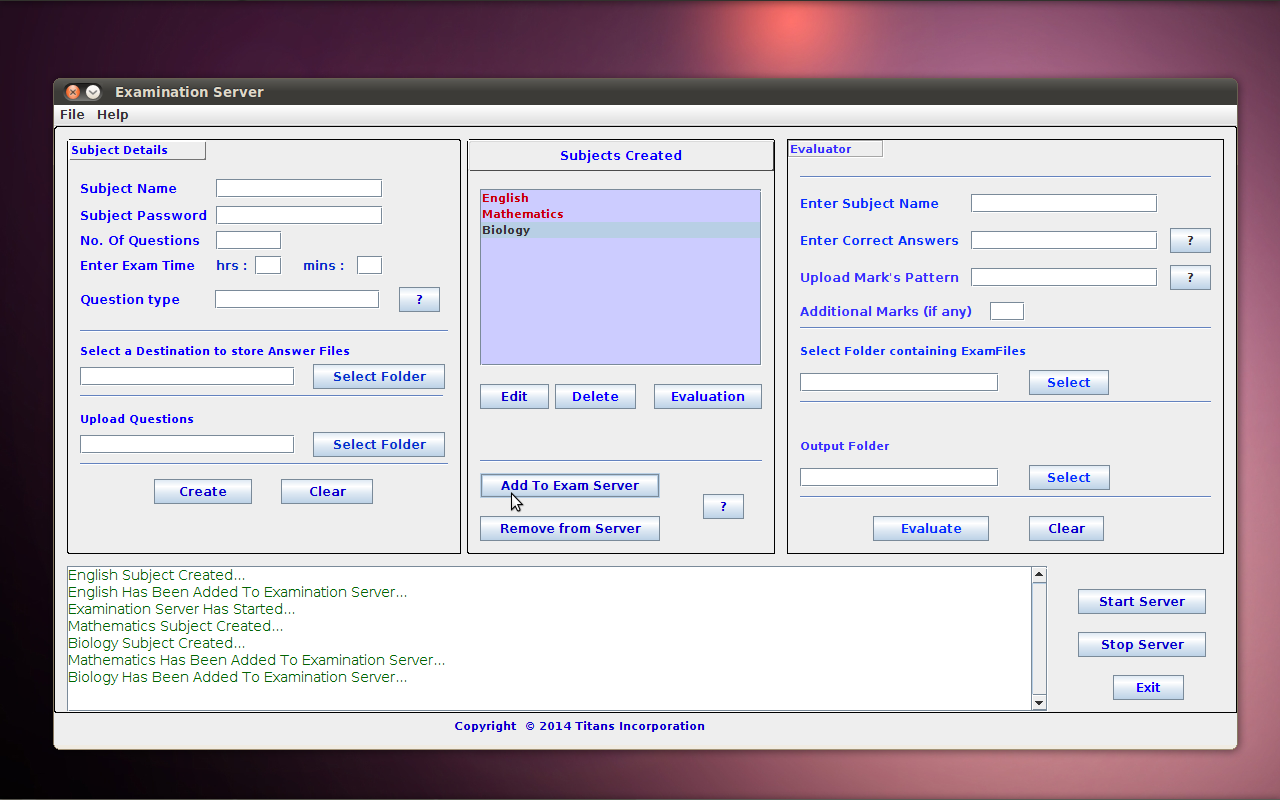 Examination Server
File Help
Subject Details
Subject Name
Subject Password
No. Of Questions
Enter Exam Time hrs : mins :
Question type ?
Select a Destination to store Answer Files
Select Folder
Upload Questions
Select Folder
Create Clear
Subjects Created
English
Mathematics
Biology
Edit Delete Evaluation
Add To Exam Server
?
Remove from Server
Evaluator
Enter Subject Name
Enter Correct Answers ?
Upload Mark's Pattern ?
Additional Marks (if any)
Select Folder containing ExamFiles
Select
Output Folder
Select
Evaluate Clear
English Subject Created...
English Has Been Added To Examination Server...
Examination Server Has Started...
Mathematics Subject Created...
Biology Subject Created...
Mathematics Has Been Added To Examination Server...
Biology Has Been Added To Examination Server...
Start Server
Stop Server
Exit
Copyright © 2014 Titans Incorporation